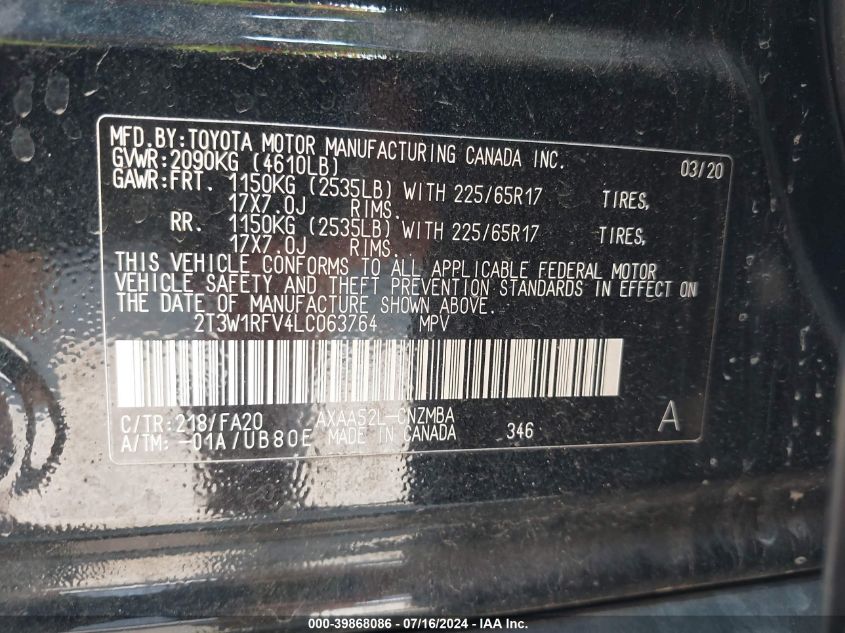 MFD.BY:TOYOTA MOTOR MANUFACTURING CANADA INC.
GVWR:2090KG (4610LB) 03/20
GAWR:FRT. 1150KG (2535LB) WITH 225/65R17 TIRES,
17X7.0J RIMS.
RR. 1150KG (2535LB) WITH 225/65R17 TIRES,
17X7.0J RIMS.
THIS VEHICLE CONFORMS TO ALL APPLICABLE FEDERAL MOTOR
VEHICLE SAFETY AND THEFT PREVENTION STANDARDS IN EFFECT ON
THE DATE OF MANUFACTURE SHOWN ABOVE.
2T3W1RFV4LC063764 MPV
C/TR:218/FA20 AXAA52L-CNZMBA A
A/TM:-01A/UB80E MADE IN CANADA 346
000-39868086 - 07/16/2024 - IAA Inc.